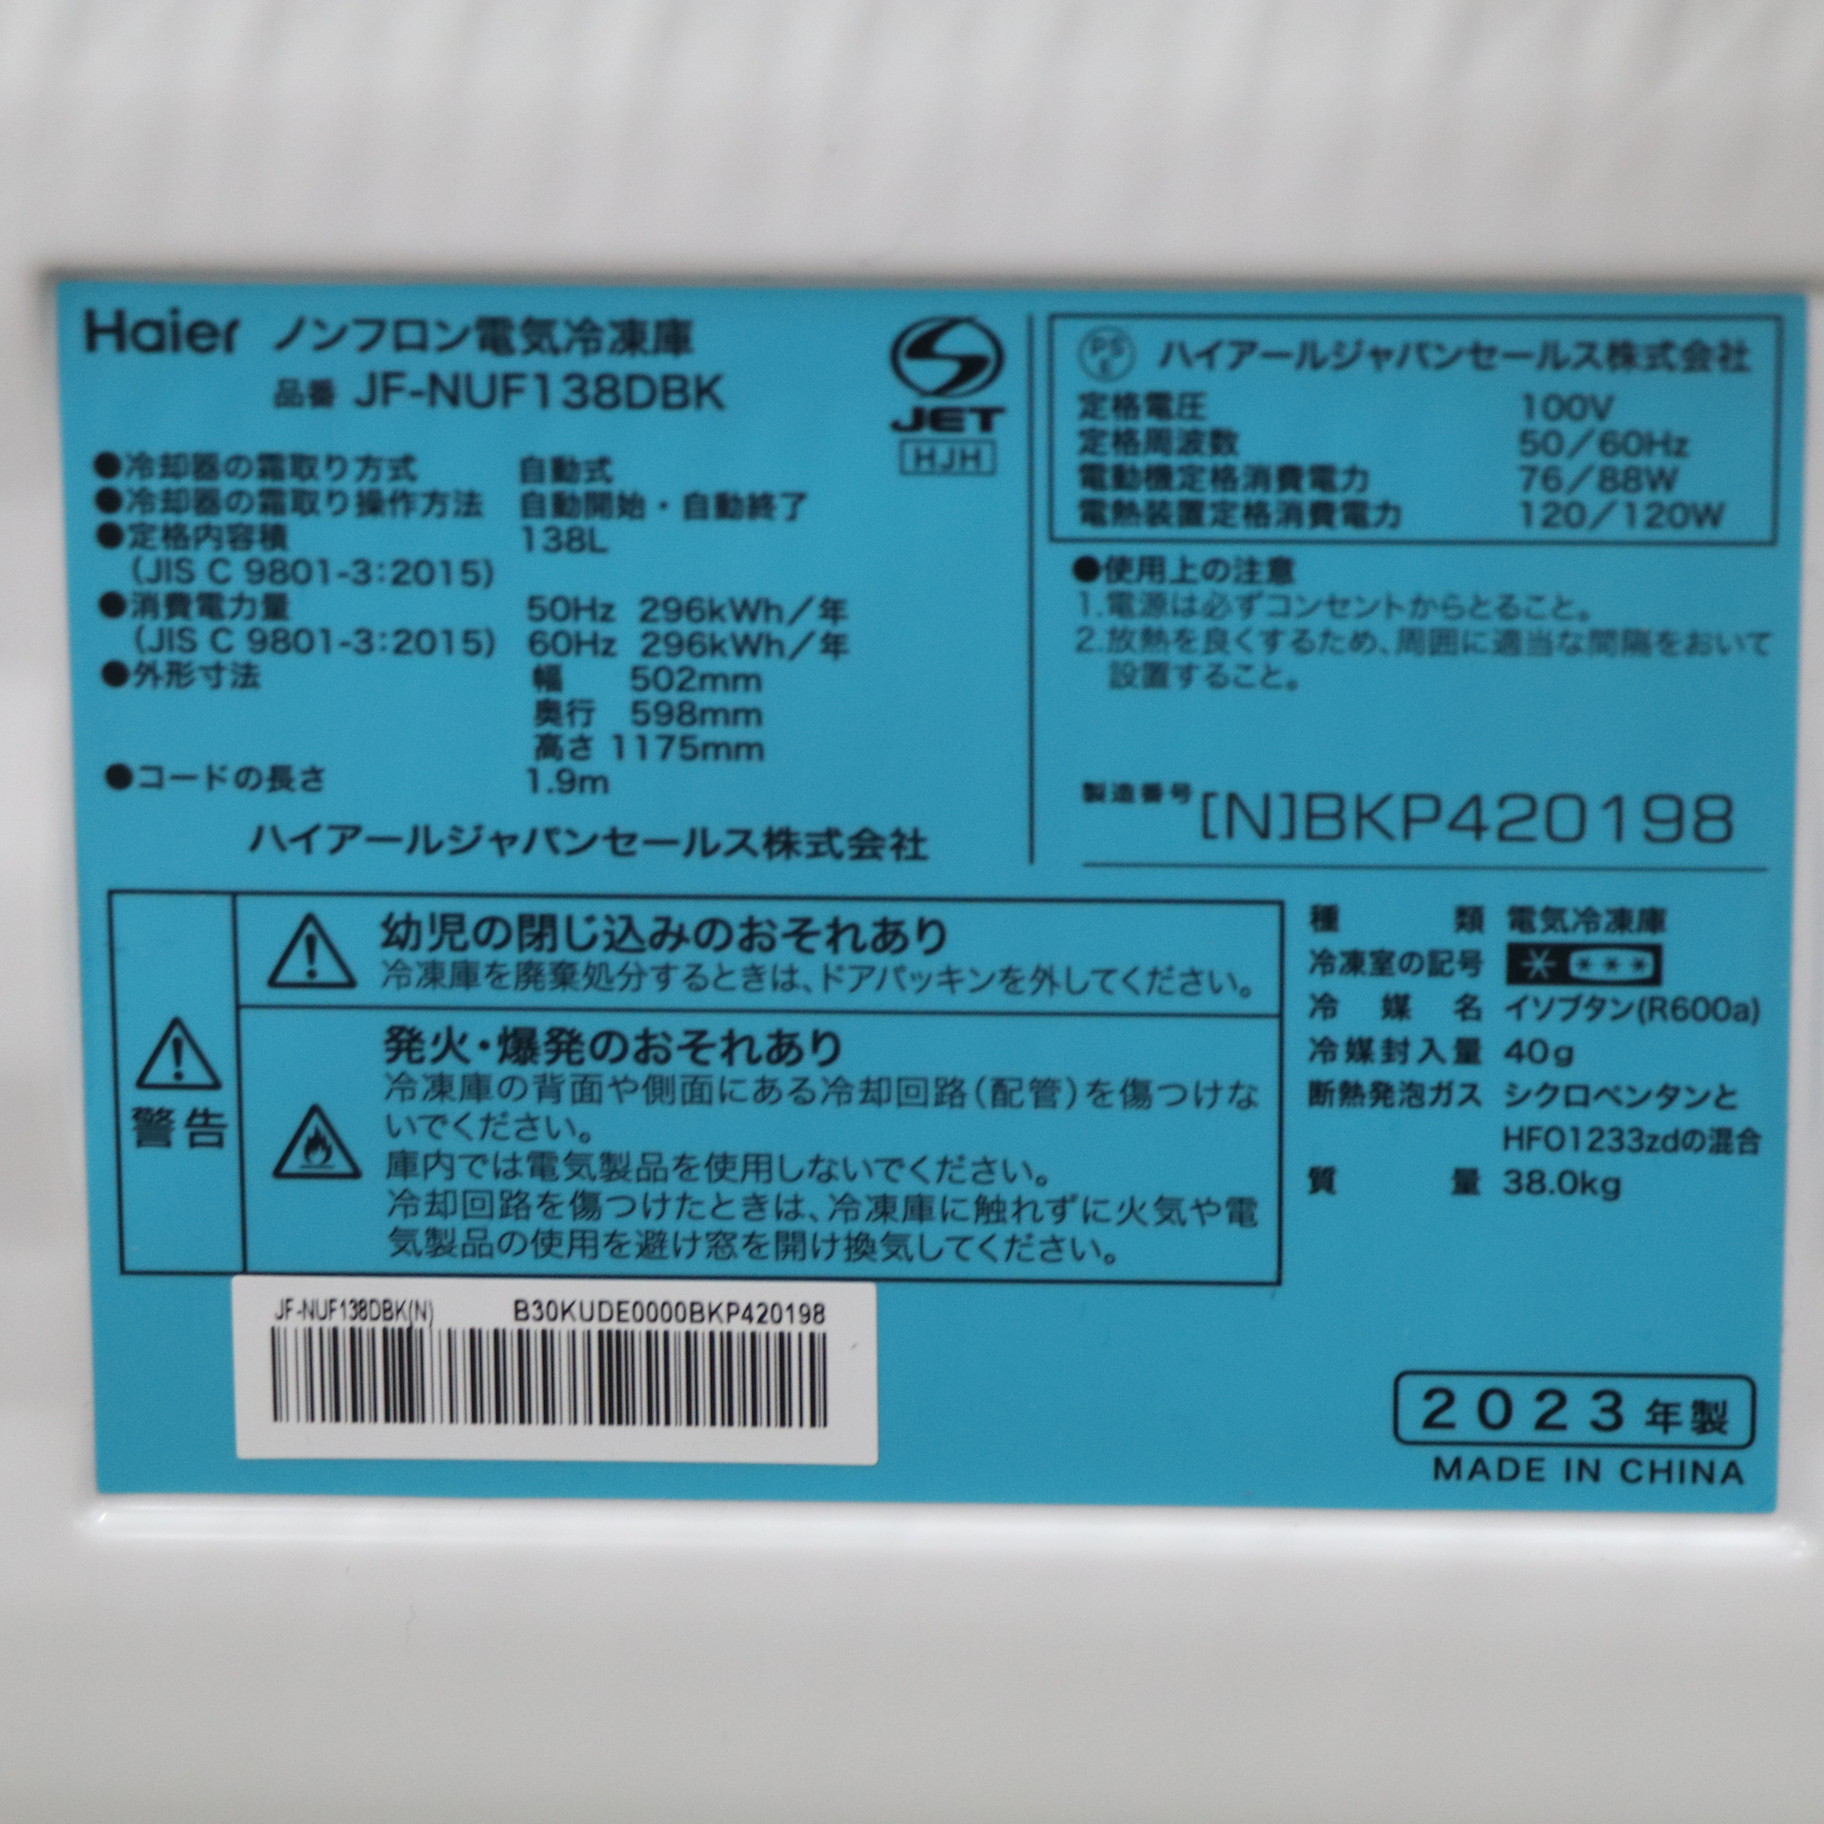 Haier ノンフロン電気冷凍庫
品番 JF-NUF138DBK
JET
HJH
●冷却器の霜取り方式 自動式
●冷却器の霜取り操作方法 自動開始・自動終了
●定格内容積 138L
(JIS C 9801-3:2015)
●消費電力量 50Hz 296kWh/年
(JIS C 9801-3:2015) 60Hz 296kWh/年
●外形寸法 幅 502mm
奥行 598mm
高さ 1175mm
●コードの長さ 1.9m
ハイアールジャパンセールス株式会社
PS E ハイアールジャパンセールス株式会社
定格電圧 100V
定格周波数 50/60Hz
電動機定格消費電力 76/88W
電熱装置定格消費電力 120/120W
●使用上の注意
1.電源は必ずコンセントからとること。
2.放熱を良くするため、周囲に適当な間隔をおいて
設置すること。
製造番号 [N]BKP420198
警告
幼児の閉じ込みのおそれあり
冷凍庫を廃棄処分するときは、ドアパッキンを外してください。
発火・爆発のおそれあり
冷凍庫の背面や側面にある冷却回路(配管)を傷つけな
いでください。
庫内では電気製品を使用しないでください。
冷却回路を傷つけたときは、冷凍庫に触れずに火気や電
気製品の使用を避け窓を開け換気してください。
種類 電気冷凍庫
冷凍室の記号
冷媒名 イソブタン(R600a)
冷媒封入量 40g
断熱発泡ガス シクロペンタンと
HFO1233zdの混合
質量 38.0kg
JF-NUF138DBK(N) B30KUDE0000BKP420198
2023年製
MADE IN CHINA